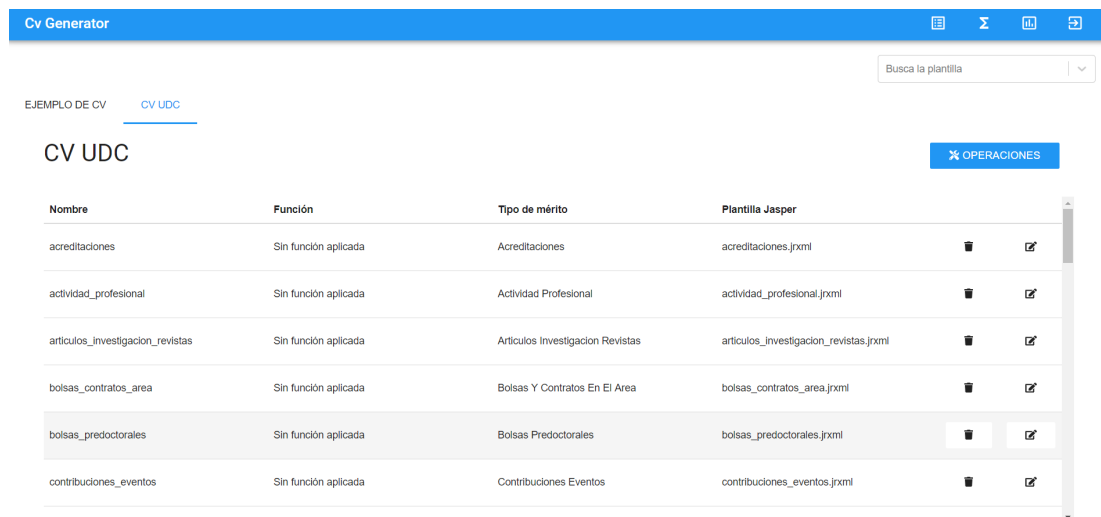 Cv Generator
Busca la plantilla
EJEMPLO DE CV CV UDC
CV UDC
OPERACIONES
Nombre Función Tipo de mérito Plantilla Jasper
acreditaciones Sin función aplicada Acreditaciones acreditaciones.jrxml
actividad_profesional Sin función aplicada Actividad Profesional actividad_profesional.jrxml
articulos_investigacion_revistas Sin función aplicada Articulos Investigacion Revistas articulos_investigacion_revistas.jrxml
bolsas_contratos_area Sin función aplicada Bolsas Y Contratos En El Area bolsas_contratos_area.jrxml
bolsas_predoctorales Sin función aplicada Bolsas Predoctorales bolsas_predoctorales.jrxml
contribuciones_eventos Sin función aplicada Contribuciones Eventos contribuciones_eventos.jrxml